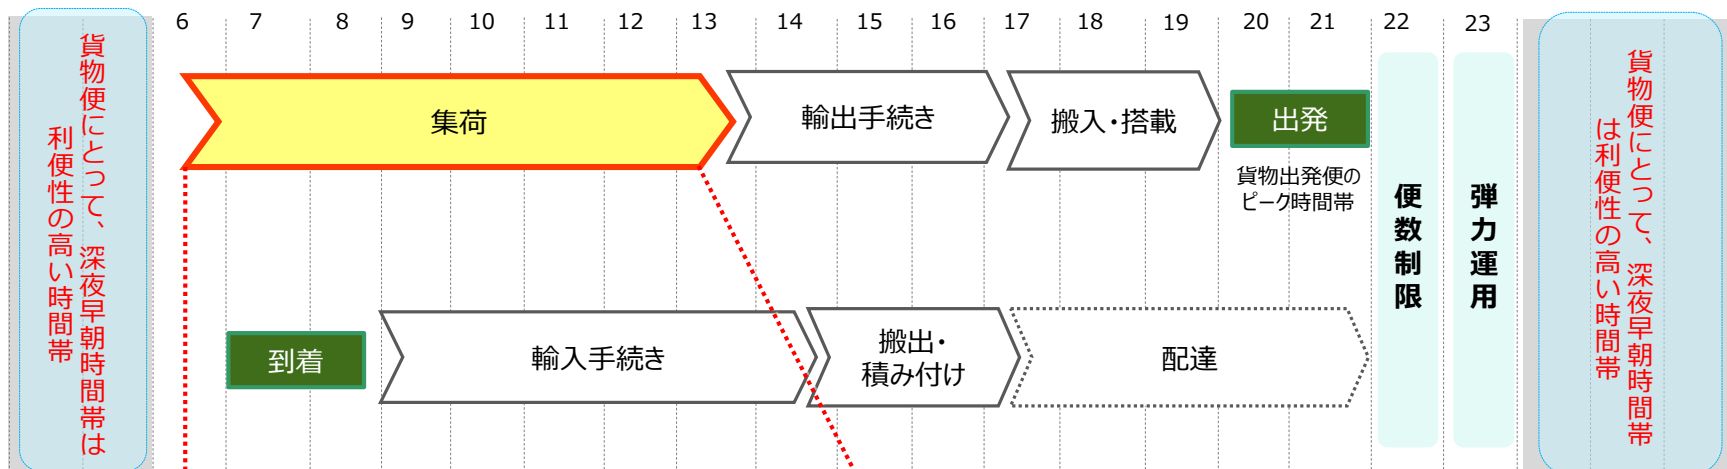 貨物便にとって、深夜早朝時間帯は
利便性の高い時間帯
6 7 8 9 10 11 12 13 14 15 16 17 18 19 20 21 22 23
集荷
輸出手続き
搬入・搭載
出発
貨物出発便の
ピーク時間帯
到着
輸入手続き
搬出・
積み付け
配達
便数制限
弾力運用
貨物便にとって、深夜早朝時間帯
は利便性の高い時間帯